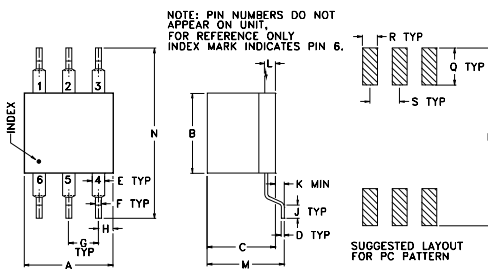 NOTE: PIN NUMBERS DO NOT
APPEAR ON UNIT,
FOR REFERENCE ONLY
INDEX MARK INDICATES PIN 6.
1 2 3
INDEX
6 5 4
E TYP
F TYP
H
G
TYP
A
N
L
B
K MIN
J TYP
D TYP
C
M
R TYP
Q TYP
S TYP
SUGGESTED LAYOUT
FOR PC PATTERN